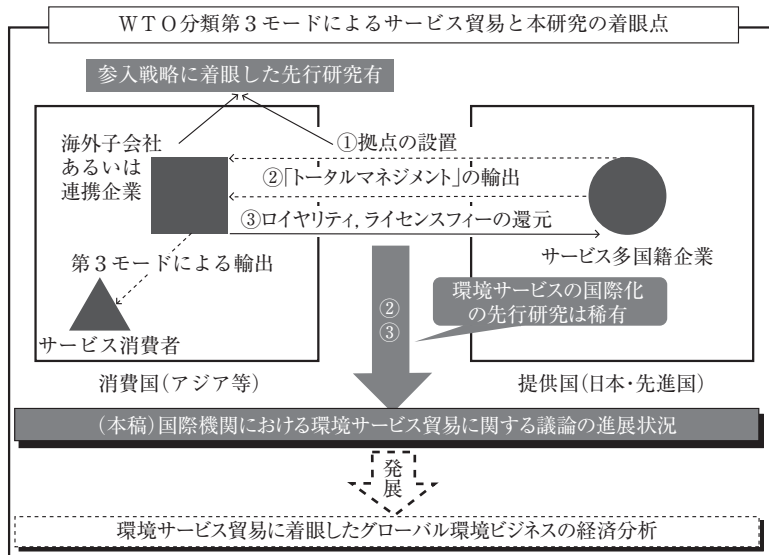 WTO分類第3モードによるサービス貿易と本研究の着眼点
参入戦略に着眼した先行研究有
海外子会社
あるいは
連携企業
①拠点の設置
②「トータルマネジメント」の輸出
③ロイヤリティ,ライセンスフィーの還元
サービス多国籍企業
第3モードによる輸出
サービス消費者
②
③
環境サービスの国際化
の先行研究は稀有
消費国(アジア等)
提供国(日本・先進国)
(本稿)国際機関における環境サービス貿易に関する議論の進展状況
発
展
環境サービス貿易に着眼したグローバル環境ビジネスの経済分析